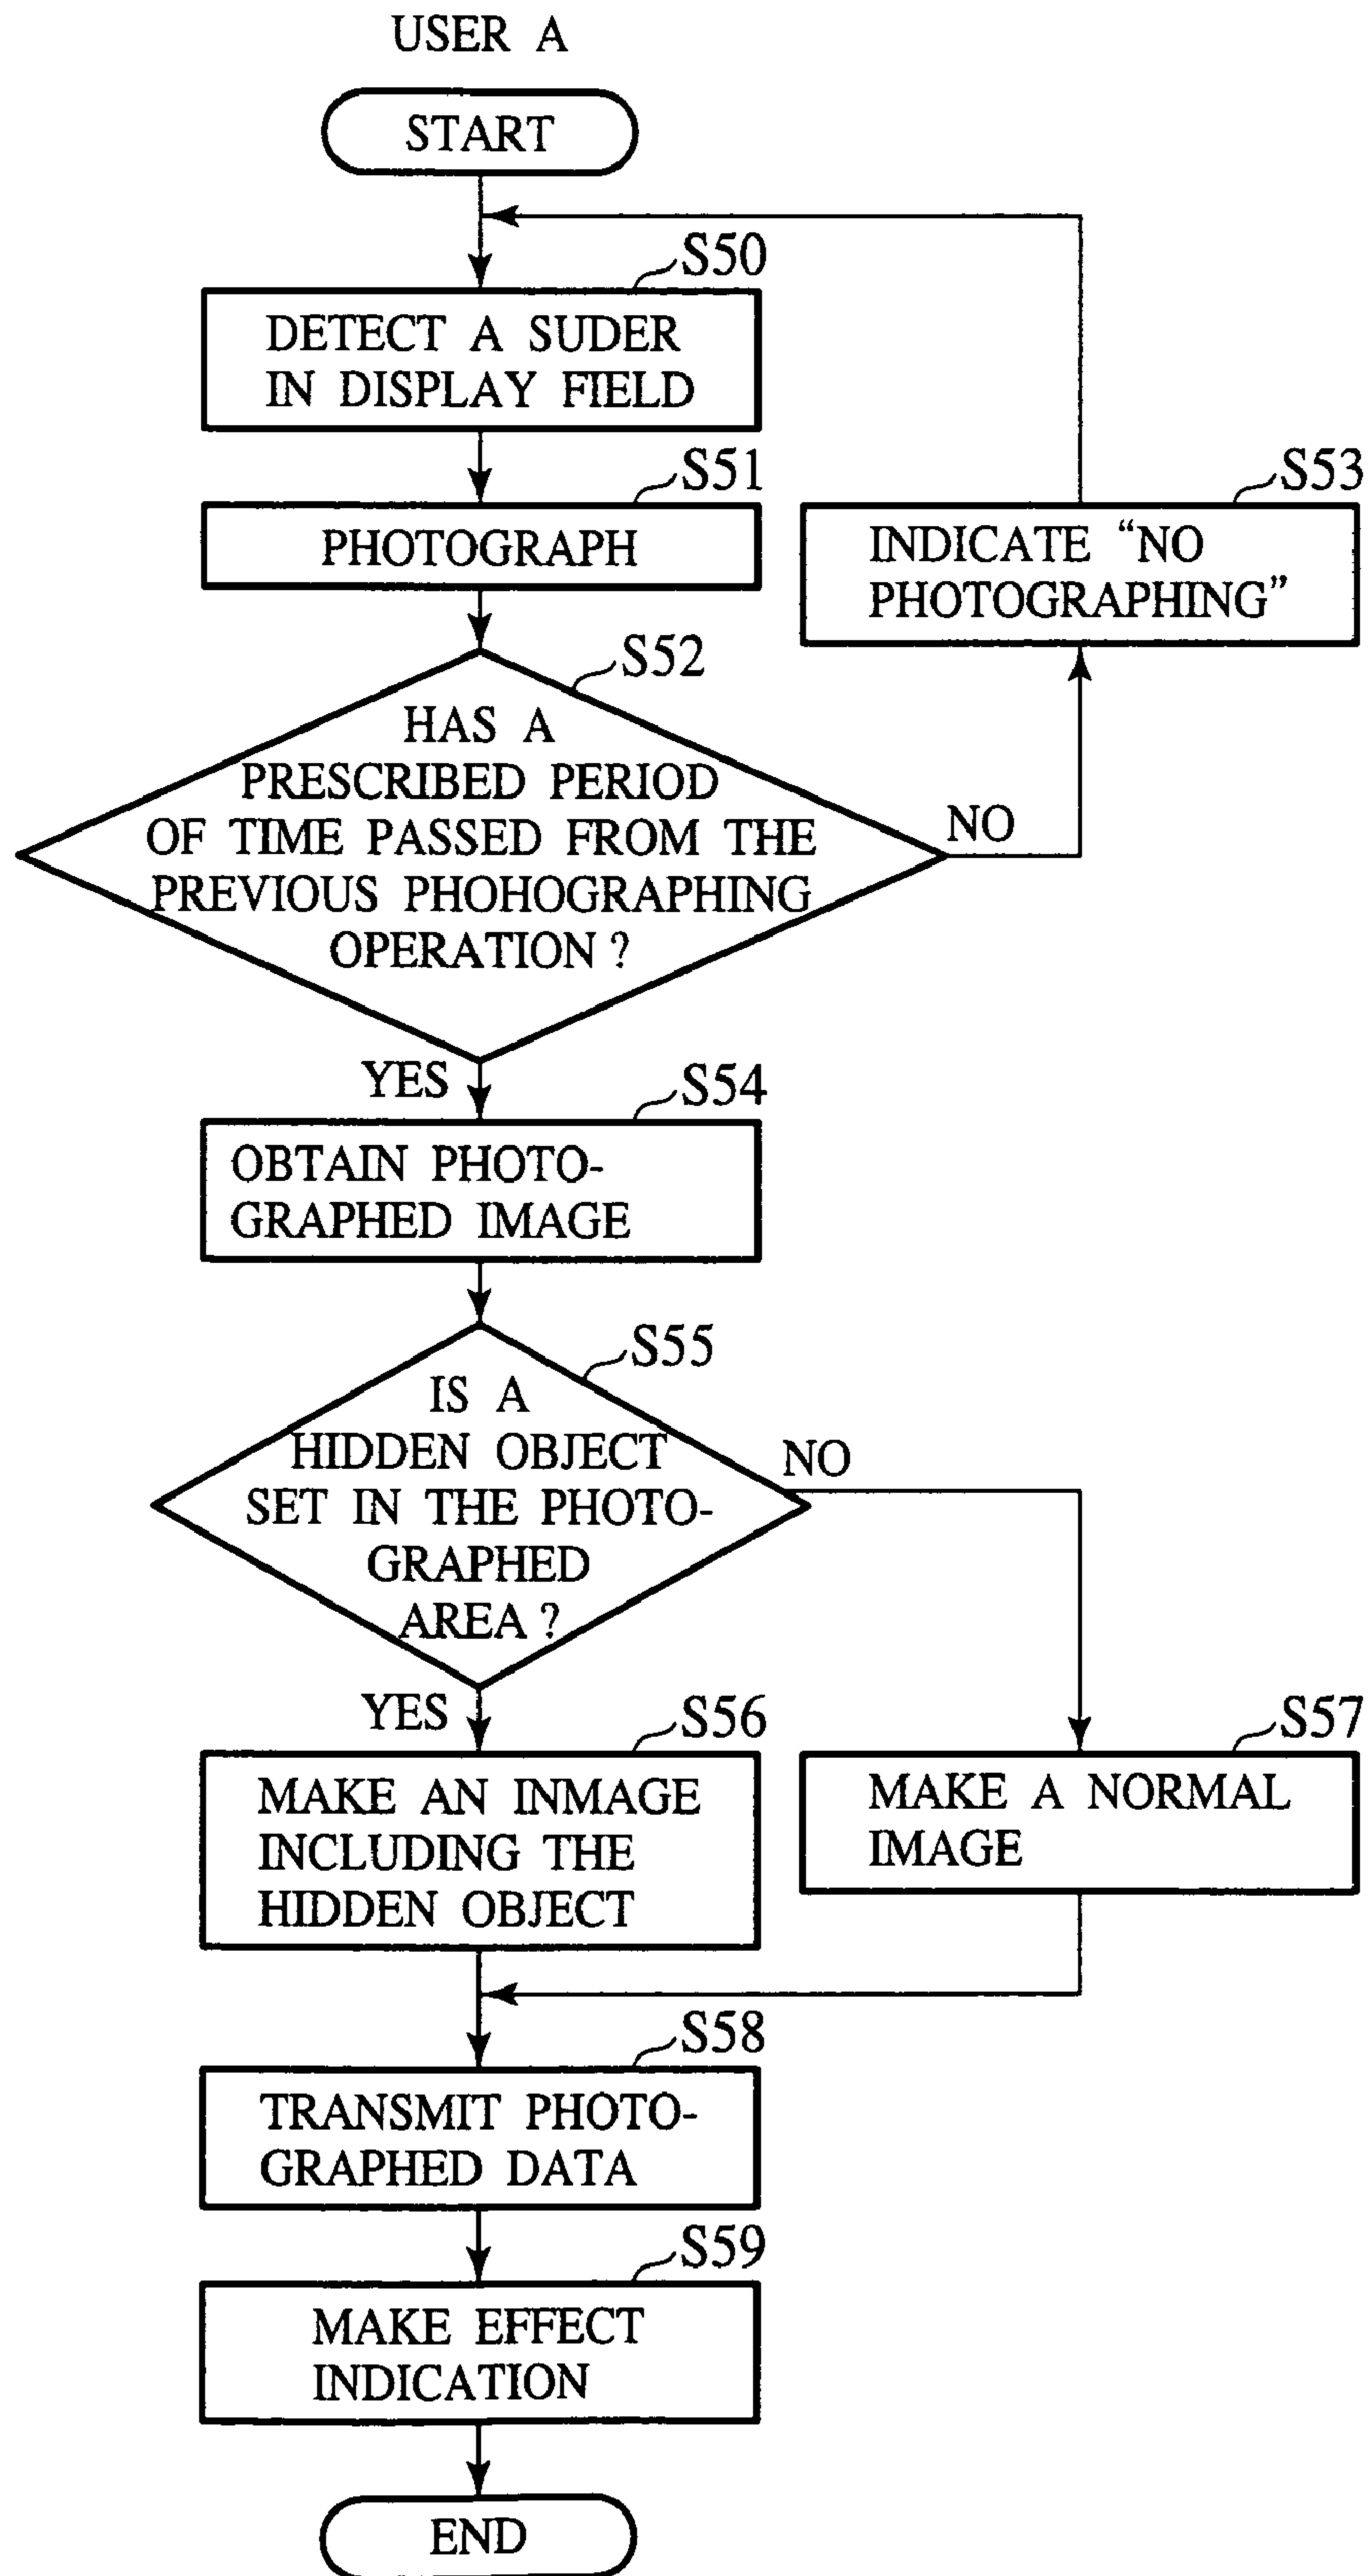 USER A
START
S50
DETECT A SUDER
IN DISPLAY FIELD
S51
PHOTOGRAPH
S53
INDICATE “NO
PHOTOGRAPHING”
S52
HAS A
PRESCRIBED PERIOD
OF TIME PASSED FROM THE
PREVIOUS PHOHOGRAPHING
OPERATION?
NO
YES
S54
OBTAIN PHOTO-
GRAPHED IMAGE
S55
IS A
HIDDEN OBJECT
SET IN THE PHOTO-
GRAPHED
AREA?
NO
YES
S56
MAKE AN INMAGE
INCLUDING THE
HIDDEN OBJECT
S57
MAKE A NORMAL
IMAGE
S58
TRANSMIT PHOTO-
GRAPHED DATA
S59
MAKE EFFECT
INDICATION
END